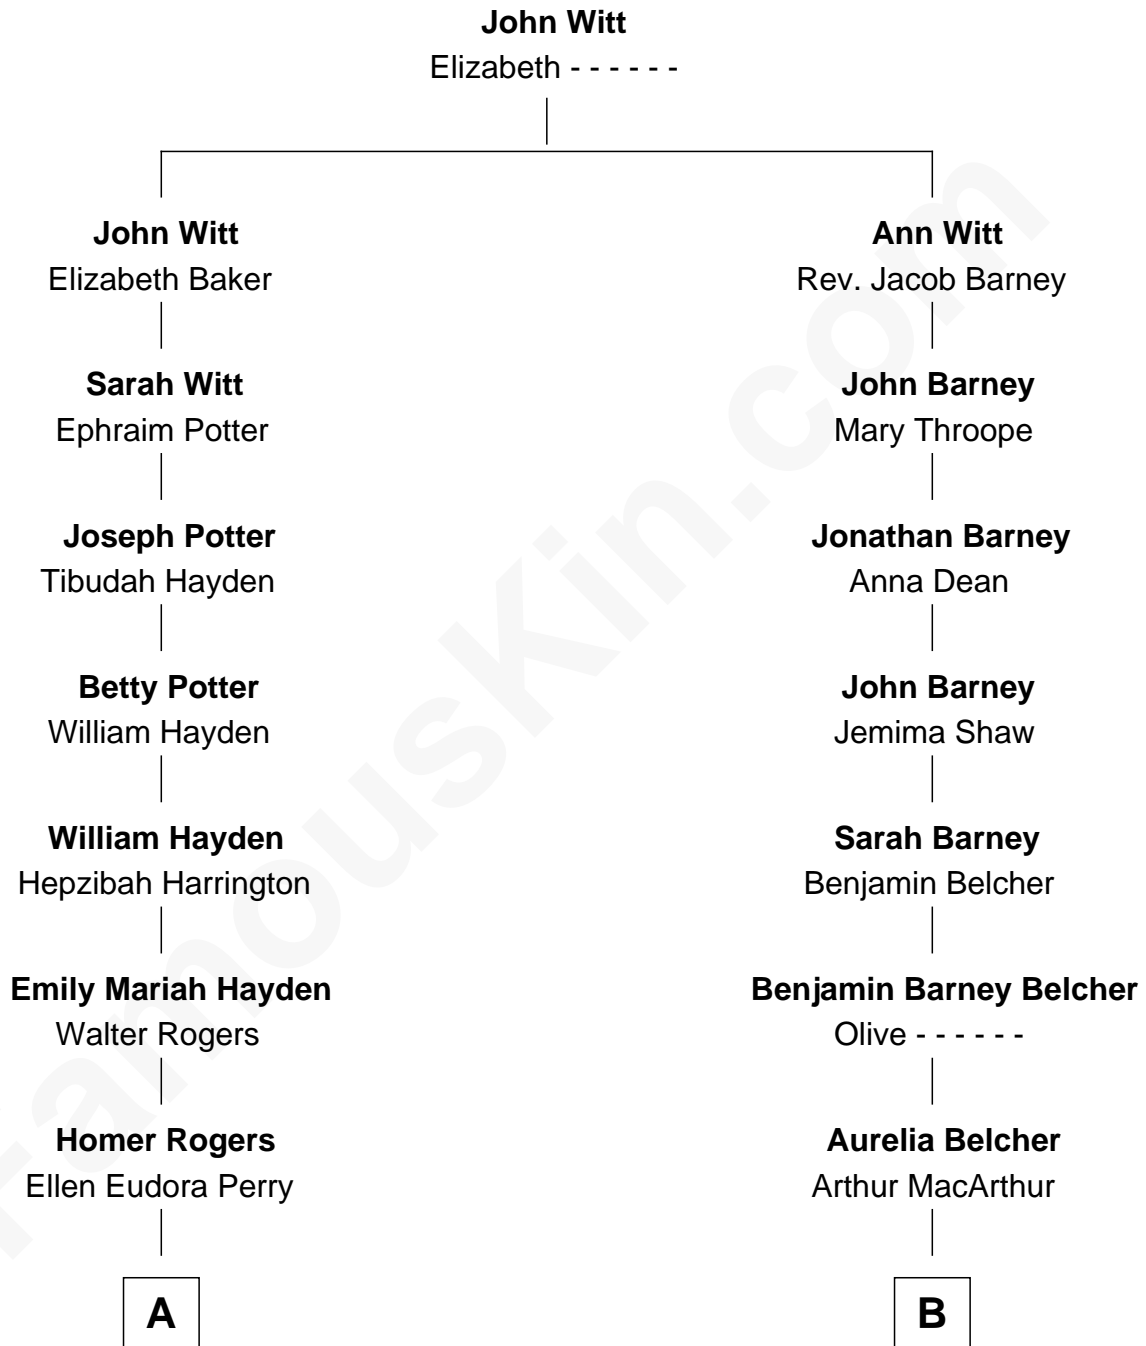 John Witt
Elizabeth - - - - - -
John Witt
Elizabeth Baker
Ann Witt
Rev. Jacob Barney
Sarah Witt
Ephraim Potter
John Barney
Mary Throope
Joseph Potter
Tibudah Hayden
Jonathan Barney
Anna Dean
Betty Potter
William Hayden
John Barney
Jemima Shaw
William Hayden
Hepzibah Harrington
Sarah Barney
Benjamin Belcher
Emily Mariah Hayden
Walter Rogers
Benjamin Barney Belcher
Olive - - - - - -
Homer Rogers
Ellen Eudora Perry
Aurelia Belcher
Arthur MacArthur
A
B
FamousKin.com